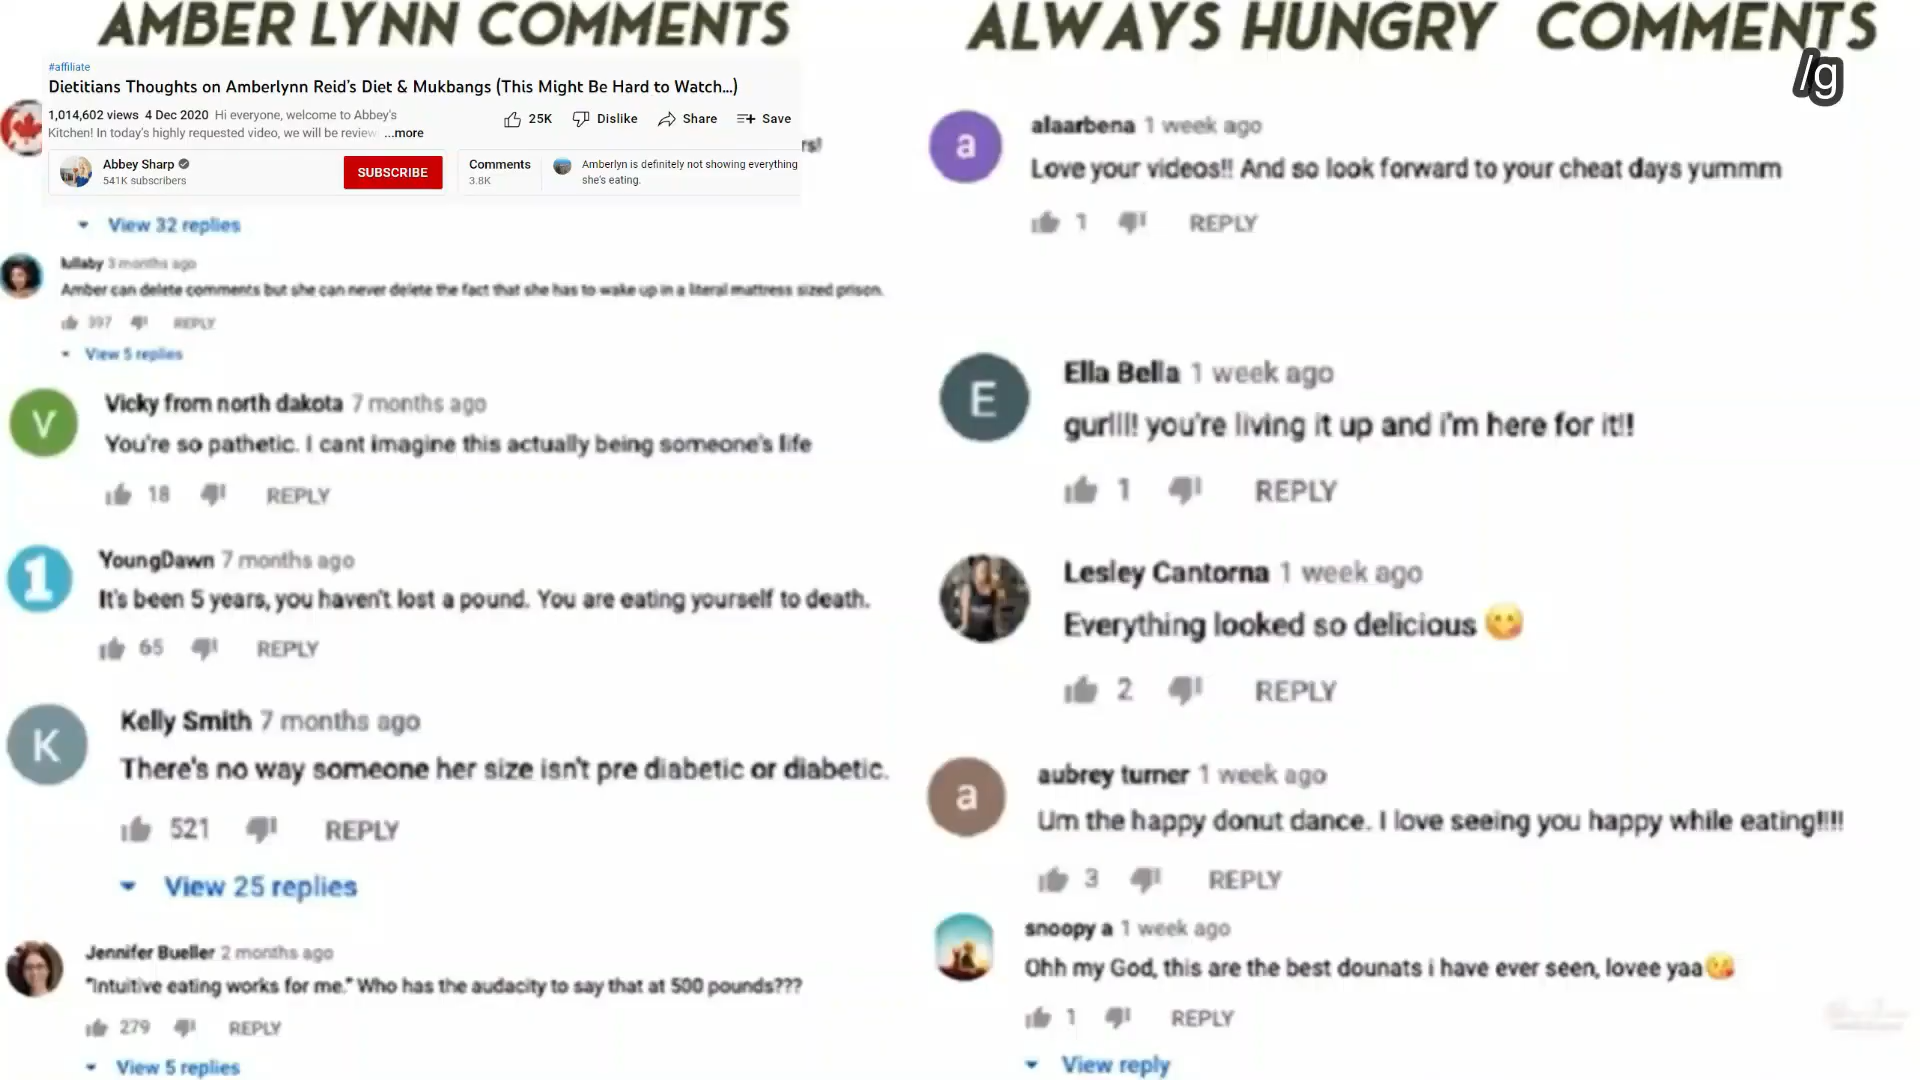 AMBER LYNN COMMENTS
#affiliate
Dietitians Thoughts on Amberlynn Reid's Diet & Mukbangs (This Might Be Hard to Watch...)
1,014,602 views 4 Dec 2020 Hi everyone, welcome to Abbey's
Kitchen! In today's highly requested video, we will be review ...more
25K Dislike Share Save
rs!
Abbey Sharp
541K subscribers
SUBSCRIBE
Comments
3.8K
Amberlyn is definitely not showing everything
she's eating.
View 32 replies
lullaby 3 months ago
Amber can delete comments but she can never delete the fact that she has to wake up in a literal mattress sized prison.
397 REPLY
View 5 replies
Vicky from north dakota 7 months ago
You're so pathetic. I cant imagine this actually being someone's life
18 REPLY
YoungDawn 7 months ago
It's been 5 years, you haven't lost a pound. You are eating yourself to death.
65 REPLY
Kelly Smith 7 months ago
There's no way someone her size isn't pre diabetic or diabetic.
521 REPLY
View 25 replies
Jennifer Bueller 2 months ago
"Intuitive eating works for me." Who has the audacity to say that at 500 pounds???
279 REPLY
View 5 replies
ALWAYS HUNGRY COMMENTS
/g
a
alaarbena 1 week ago
Love your videos!! And so look forward to your cheat days yummm
1 REPLY
E
Ella Bella 1 week ago
gurlll! you're living it up and i'm here for it!!
1 REPLY
Lesley Cantorna 1 week ago
Everything looked so delicious 😋
2 REPLY
a
aubrey turner 1 week ago
Um the happy donut dance. I love seeing you happy while eating!!!!
3 REPLY
snoopy a 1 week ago
Ohh my God, this are the best dounats i have ever seen, lovee yaa😘
1 REPLY
View reply
V
1
K